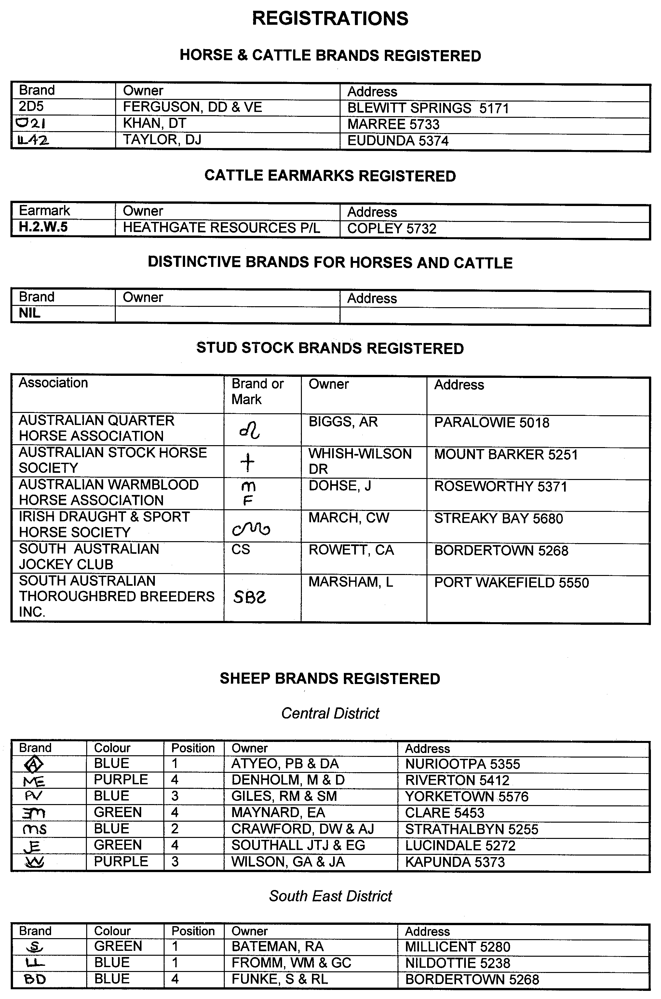 REGISTRATIONS
HORSE & CATTLE BRANDS REGISTERED
Brand Owner Address
2D5 FERGUSON, DD & VE BLEWITT SPRINGS 5171
21 KHAN, DT MARREE 5733
TAYLOR, DJ EUDUNDA 5374
CATTLE EARMARKS REGISTERED
Earmark Owner Address
H.2.W.5 HEATHGATE RESOURCES P/L COPLEY 5732
DISTINCTIVE BRANDS FOR HORSES AND CATTLE
Brand Owner Address
NIL
STUD STOCK BRANDS REGISTERED
Association Brand or Owner Address
Mark
AUSTRALIAN QUARTER BIGGS, AR PARALOWIE 5018
HORSE ASSOCIATION
AUSTRALIAN STOCK HORSE WHISH-WILSON MOUNT BARKER 5251
SOCIETY DR
AUSTRALIAN WARMBLOOD m DOHSE, J ROSEWORTHY 5371
HORSE ASSOCIATION F
IRISH DRAUGHT & SPORT MARCH, CW STREAKY BAY 5680
HORSE SOCIETY
SOUTH AUSTRALIAN CS ROWETT, CA BORDERTOWN 5268
JOCKEY CLUB
SOUTH AUSTRALIAN MARSHAM, L PORT WAKEFIELD 5550
THOROUGHBRED BREEDERS
INC.
SHEEP BRANDS REGISTERED
Central District
Brand Colour Position Owner Address
A BLUE 1 ATYEO, PB & DA NURIOOTPA 5355
ME PURPLE 4 DENHOLM, M & D RIVERTON 5412
PV BLUE 3 GILES, RM & SM YORKETOWN 5576
GREEN 4 MAYNARD, EA CLARE 5453
mS BLUE 2 CRAWFORD, DW & AJ STRATHALBYN 5255
JE GREEN 4 SOUTHALL JTJ & EG LUCINDALE 5272
W PURPLE 3 WILSON, GA & JA KAPUNDA 5373
South East District
Brand Colour Position Owner Address
S GREEN 1 BATEMAN, RA MILLICENT 5280
BLUE 1 FROMM, WM & GC NILDOTTIE 5238
BD BLUE 4 FUNKE, S & RL BORDERTOWN 5268